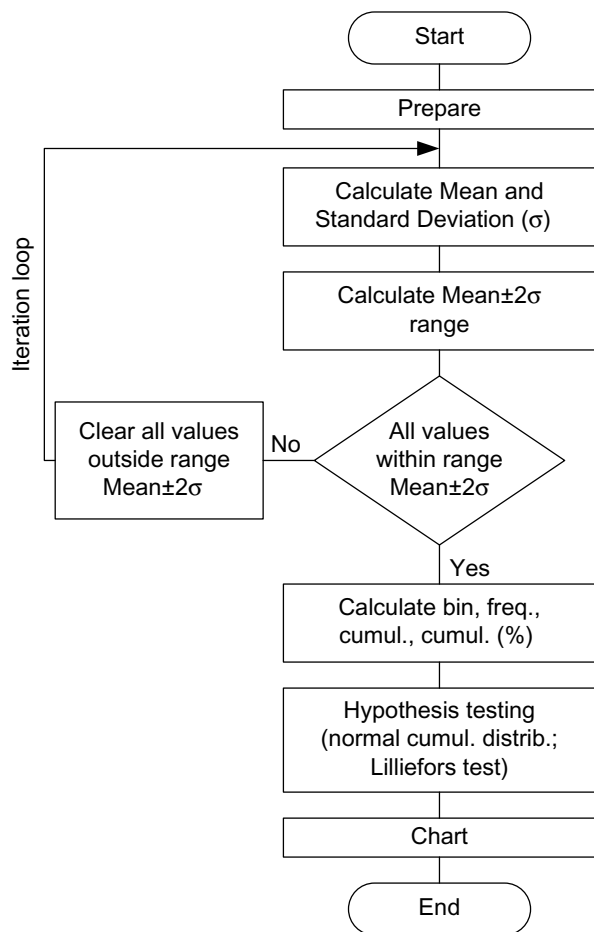 Start
Prepare
Calculate Mean and
Standard Deviation (σ)
Calculate Mean±2σ
range
Iteration loop
Clear all values
outside range
Mean±2σ
No
All values
within range
Mean±2σ
Yes
Calculate bin, freq.,
cumul., cumul. (%)
Hypothesis testing
(normal cumul. distrib.;
Lilliefors test)
Chart
End